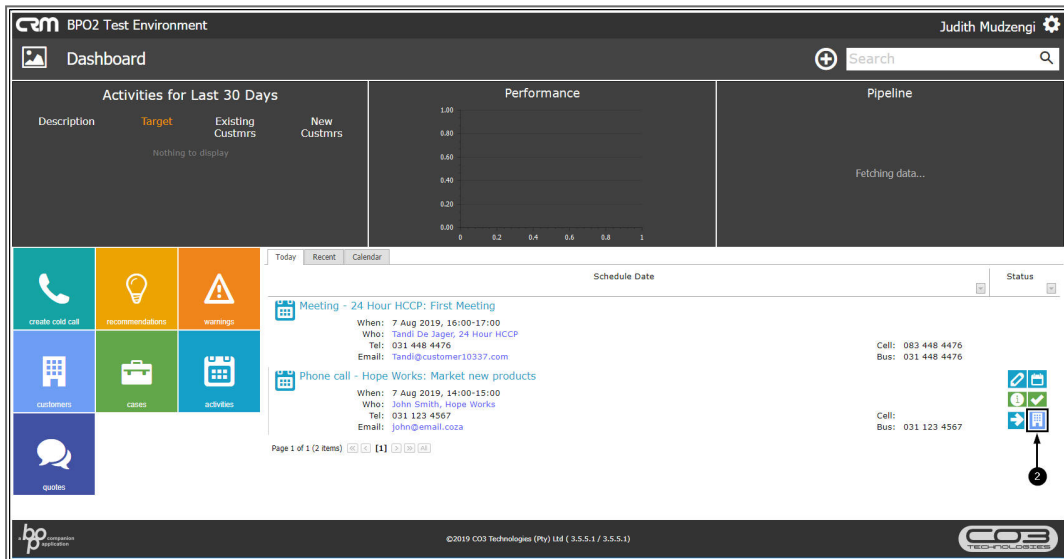 CRM BPO2 Test Environment
Judith Mudzengi
Dashboard
Search
Activities for Last 30 Days
Description Target Existing Custmrs New Custmrs
Nothing to display
Performance
1.00
0.80
0.60
0.40
0.20
0.00
0 0.2 0.4 0.6 0.8 1
Pipeline
Fetching data...
create cold call
recommendations
warnings
customers
cases
activities
quotes
Today Recent Calendar
Schedule Date
Status
Meeting - 24 Hour HCCP: First Meeting
When: 7 Aug 2019, 16:00-17:00
Who: Tandi De Jager, 24 Hour HCCP
Tel: 031 448 4476 Cell: 083 448 4476
Email: Tandi@customer10337.com Bus: 031 448 4476
Phone call - Hope Works: Market new products
When: 7 Aug 2019, 14:00-15:00
Who: John Smith, Hope Works
Tel: 031 123 4567 Cell:
Email: john@email.coza Bus: 031 123 4567
Page 1 of 1 (2 items) [1] All
2
a bp companion application
©2019 CO3 Technologies (Pty) Ltd ( 3.5.5.1 / 3.5.5.1)
CO3
TECHNOLOGIES